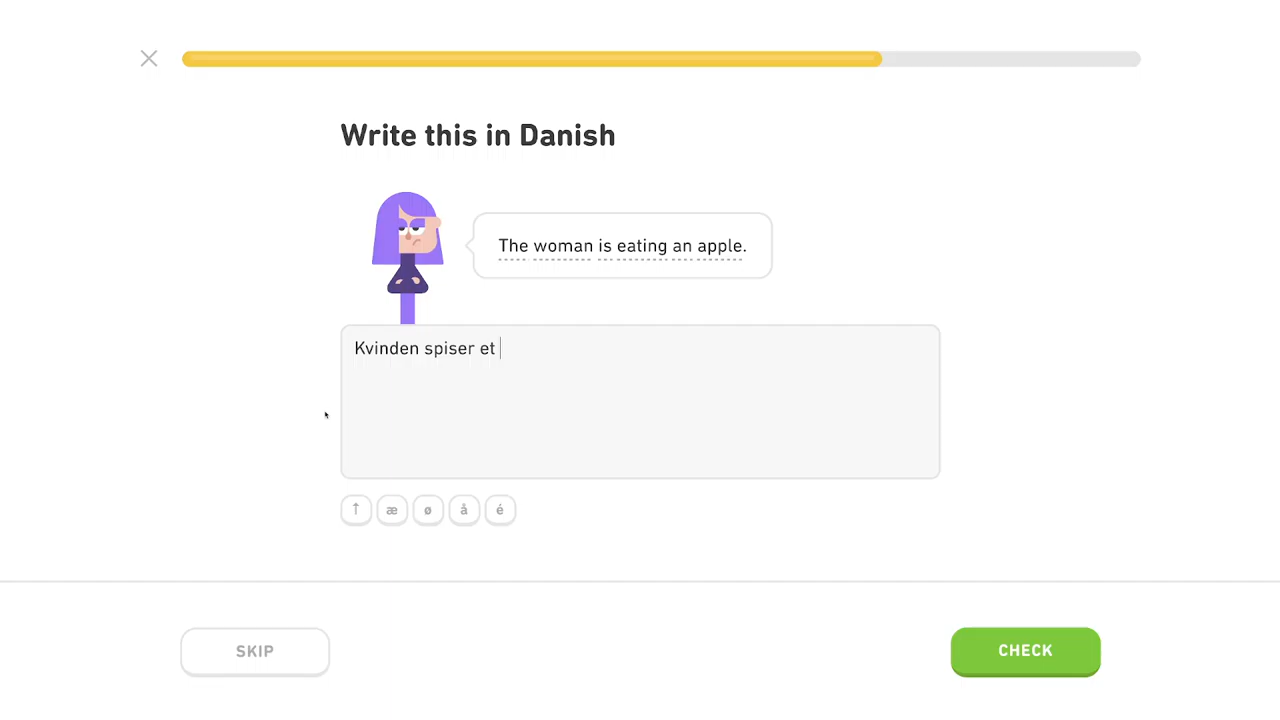 Write this in Danish
The woman is eating an apple.
Kvinden spiser et
↑ æ ø å é
SKIP
CHECK